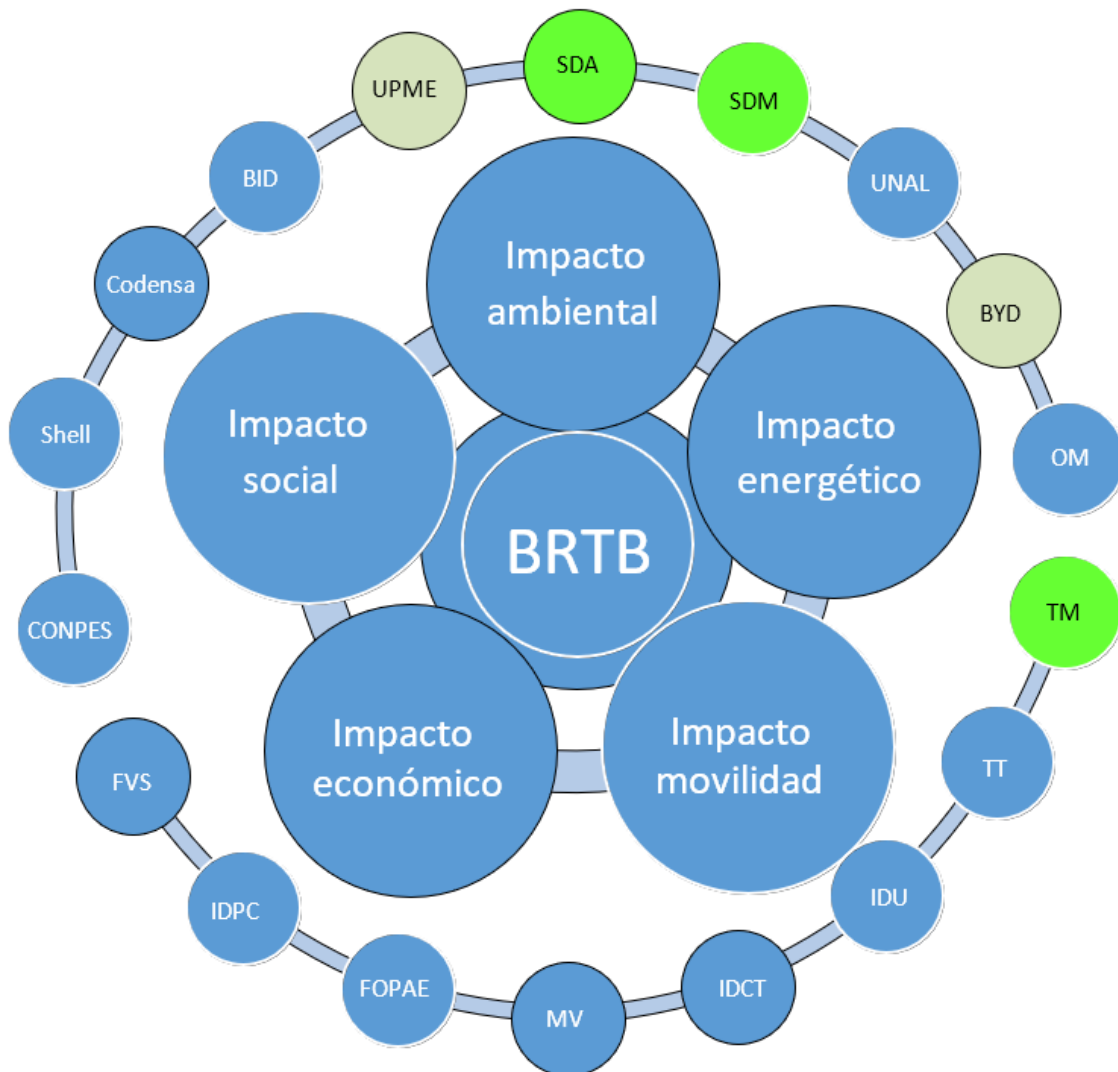 SDA
UPME
SDM
BID
UNAL
Codensa
BYD
Shell
OM
CONPES
TM
FVS
TT
IDPC
IDU
FOPAE
IDCT
MV
Impacto
ambiental
Impacto
social
Impacto
energético
BRTB
Impacto
económico
Impacto
movilidad